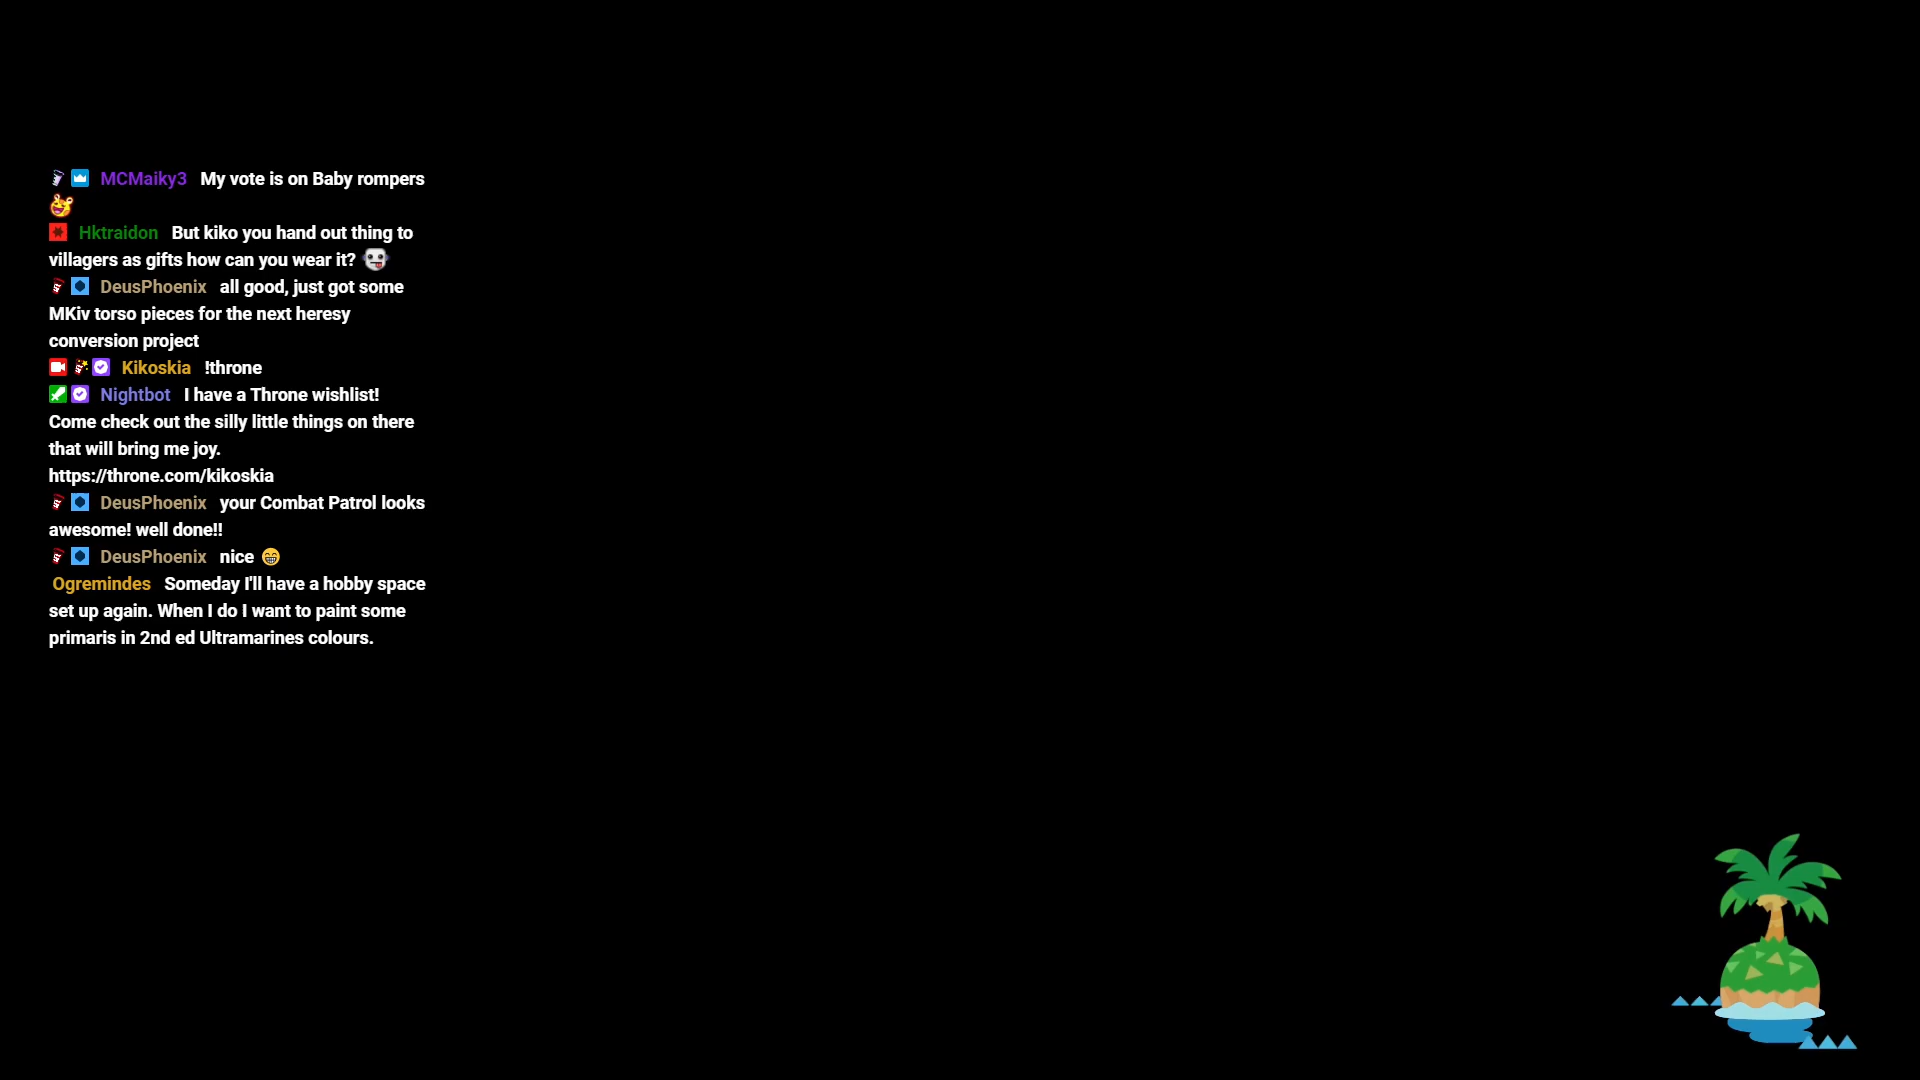 MCMaiky3 My vote is on Baby rompers
Hktraidon But kiko you hand out thing to
villagers as gifts how can you wear it?
DeusPhoenix all good, just got some
MKiv torso pieces for the next heresy
conversion project
Kikoskia !throne
Nightbot I have a Throne wishlist!
Come check out the silly little things on there
that will bring me joy.
https://throne.com/kikoskia
DeusPhoenix your Combat Patrol looks
awesome! well done!!
DeusPhoenix nice 😁
Ogremindes Someday I'll have a hobby space
set up again. When I do I want to paint some
primaris in 2nd ed Ultramarines colours.